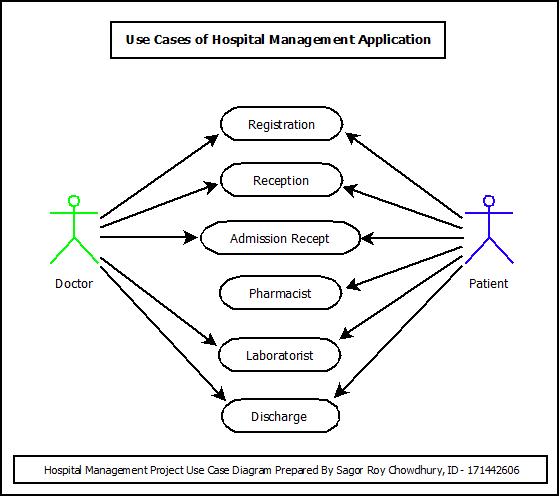 Use Cases of Hospital Management Application
Registration
Reception
Admission Recept
Doctor
Patient
Pharmacist
Laboratorist
Discharge
Hospital Management Project Use Case Diagram Prepared By Sagor Roy Chowdhury, ID - 171442606